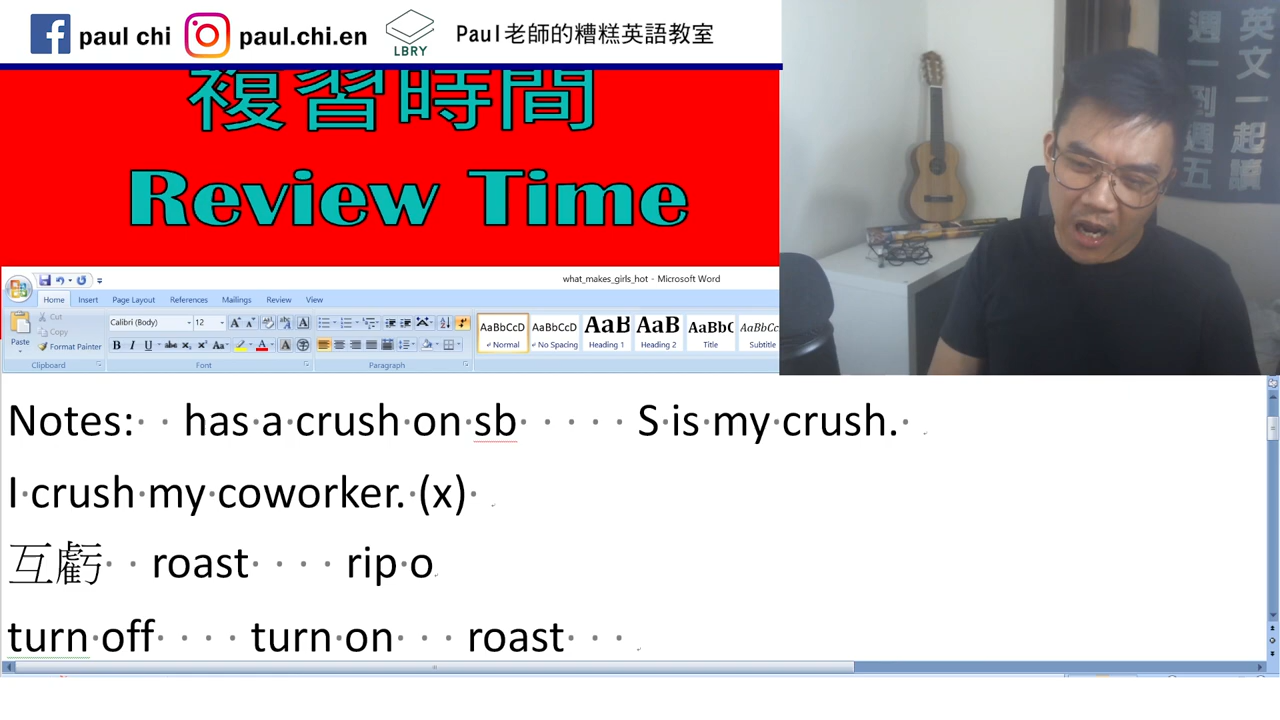 paul chi paul.chi.en LBRY Paul老師的糟糕英語教室
複習時間
Review Time
what_makes_girls_hot - Microsoft Word
Home Insert Page Layout References Mailings Review View
Paste Cut Copy Format Painter
Calibri (Body) 12
AaBbCcD AaBbCcD AaBb AaBb AaBbC AaBbCc
Normal No Spacing Heading 1 Heading 2 Title Subtitle
Clipboard Font Paragraph
Notes: has a crush on sb S is my crush.
I crush my coworker. (x)
互虧 roast rip o
turn off turn on roast
英文一起讀
週一到週五